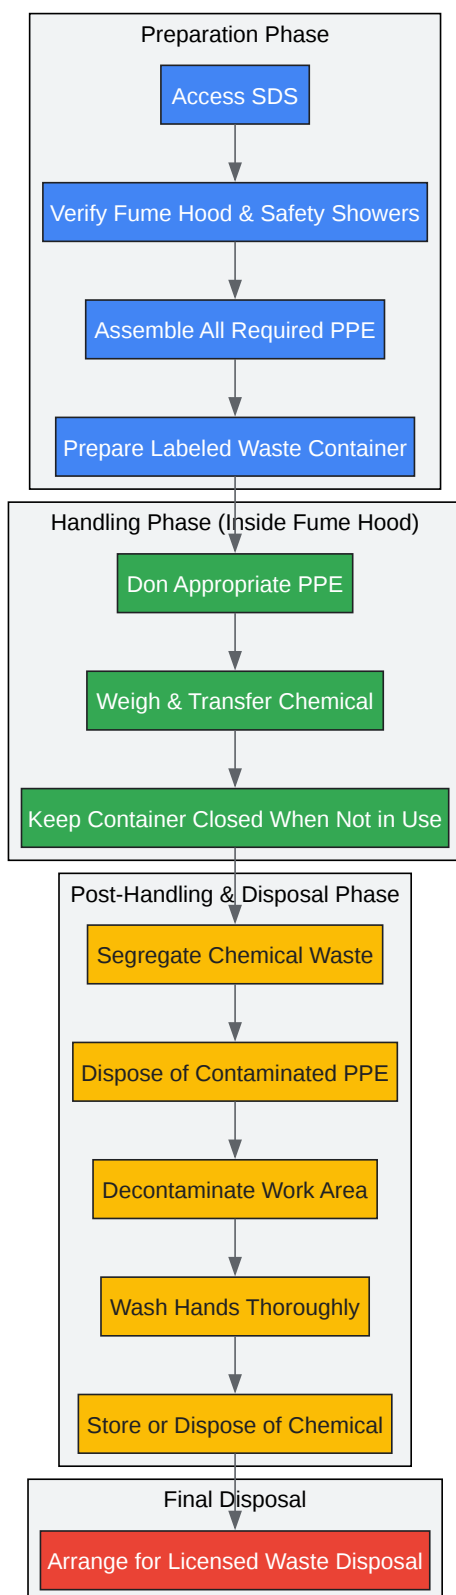 Preparation Phase
Access SDS
Verify Fume Hood & Safety Showers
Assemble All Required PPE
Prepare Labeled Waste Container
Handling Phase (Inside Fume Hood)
Don Appropriate PPE
Weigh & Transfer Chemical
Keep Container Closed When Not in Use
Post-Handling & Disposal Phase
Segregate Chemical Waste
Dispose of Contaminated PPE
Decontaminate Work Area
Wash Hands Thoroughly
Store or Dispose of Chemical
Final Disposal
Arrange for Licensed Waste Disposal